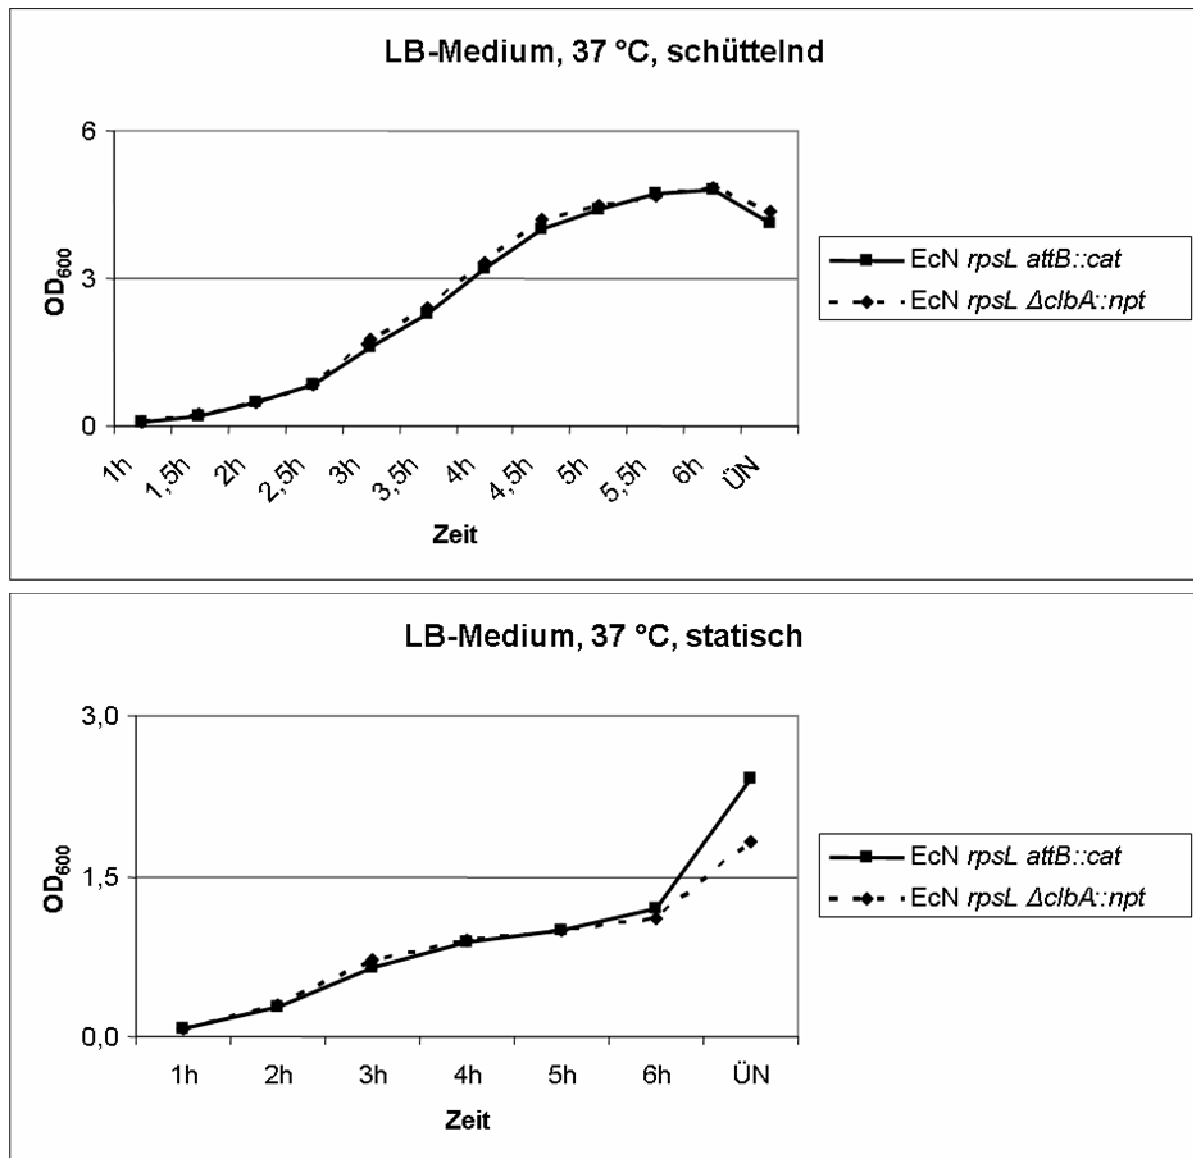 LB-Medium, 37 °C, schüttelnd
6
3
0
OD600
1h
1,5h
2h
2,5h
3h
3,5h
4h
4,5h
5h
5,5h
6h
ÜN
Zeit
EcN rpsL attB::cat
EcN rpsL ΔclbA::npt
LB-Medium, 37 °C, statisch
3,0
1,5
0,0
OD600
1h 2h 3h 4h 5h 6h ÜN
Zeit
EcN rpsL attB::cat
EcN rpsL ΔclbA::npt